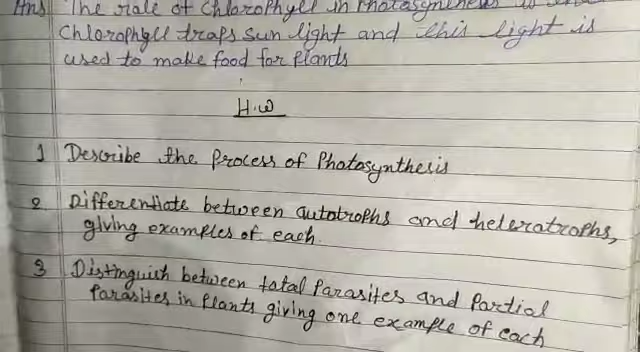 Ans The role of Chlorophyll in Photosynthesis is
Chlorophyll traps sun light and this light is
used to make food for plants
H.W
1 Describe the Process of Photosynthesis
2 Differentiate between autotrophs and heteratrophs,
giving examples of each.
3 Distinguish between total Parasites and Partial
Parasites in Plants giving one example of each